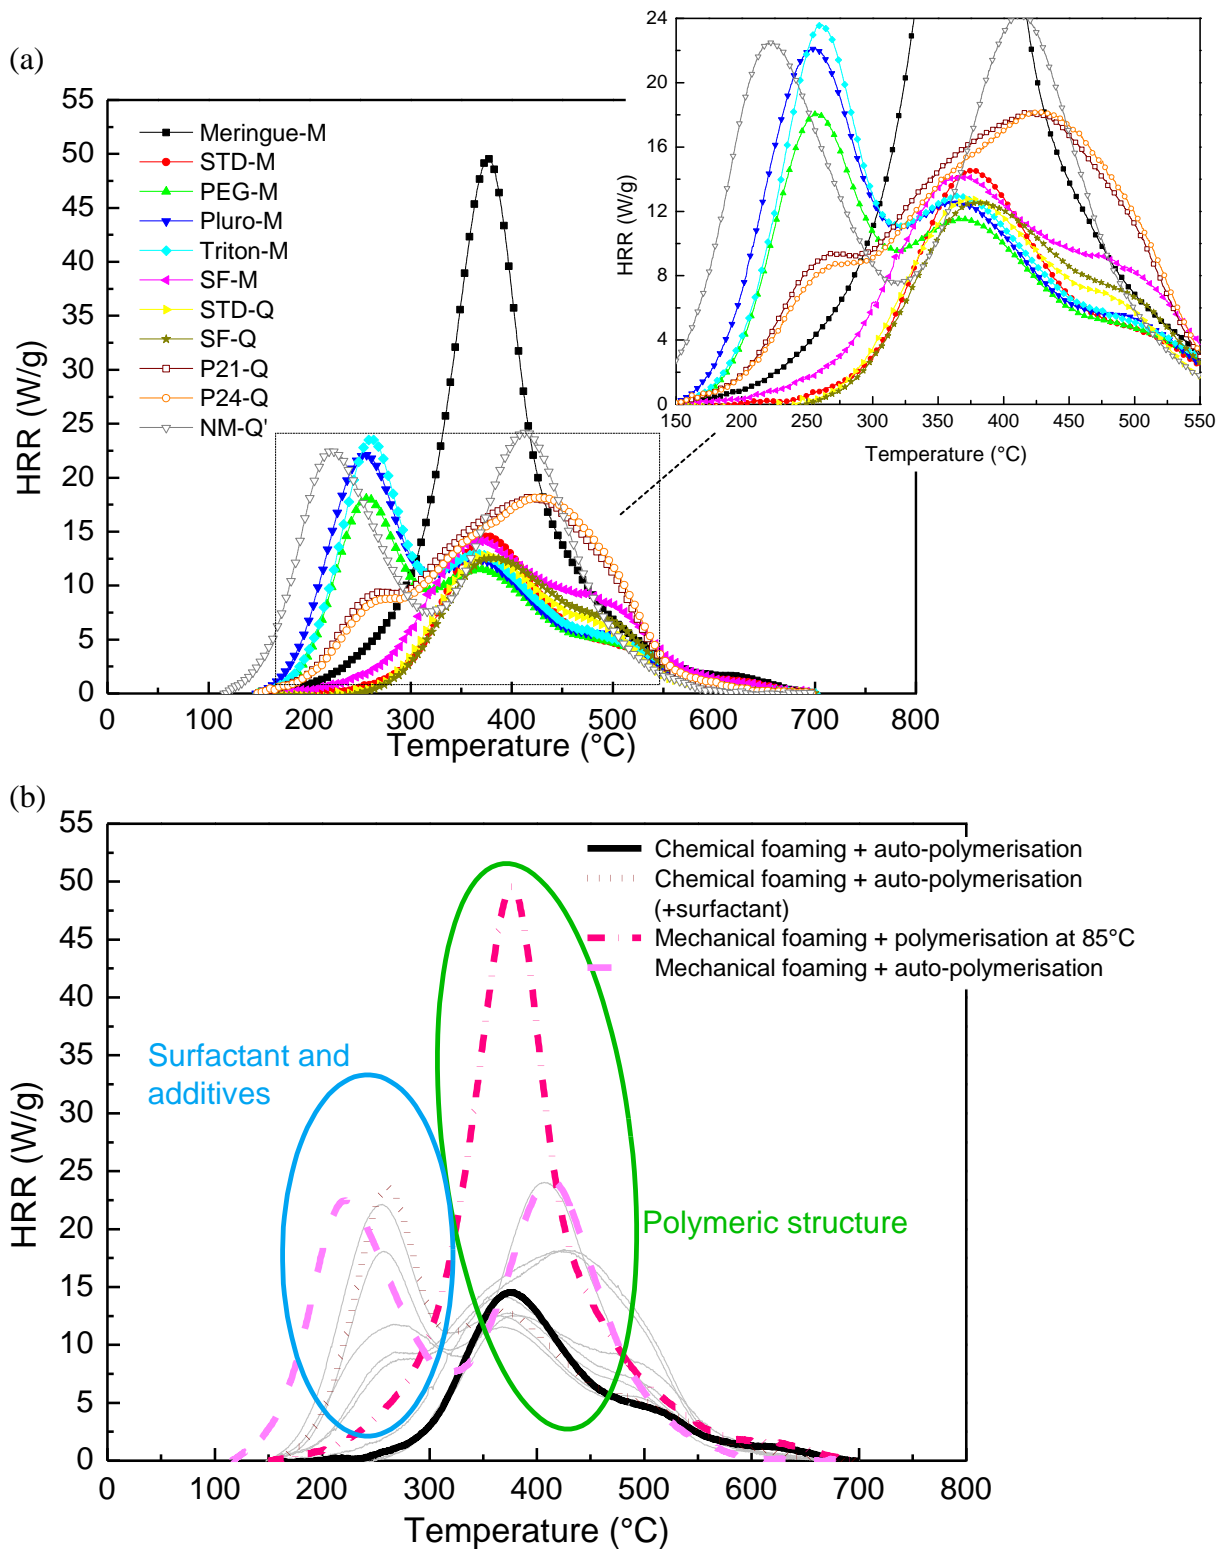 (a)
HRR (W/g)
55
50
45
40
35
30
25
20
15
10
5
0
Meringue-M
STD-M
PEG-M
Pluro-M
Triton-M
SF-M
STD-Q
SF-Q
P21-Q
P24-Q
NM-Q'
0 100 200 300 400 500 600 700 800
Temperature (°C)
HRR (W/g)
24
20
16
12
8
4
0
150 200 250 300 350 400 450 500 550
Temperature (°C)
(b)
HRR (W/g)
55
50
45
40
35
30
25
20
15
10
5
0
Chemical foaming + auto-polymerisation
Chemical foaming + auto-polymerisation
(+surfactant)
Mechanical foaming + polymerisation at 85°C
Mechanical foaming + auto-polymerisation
Surfactant and
additives
Polymeric structure
0 100 200 300 400 500 600 700 800
Temperature (°C)